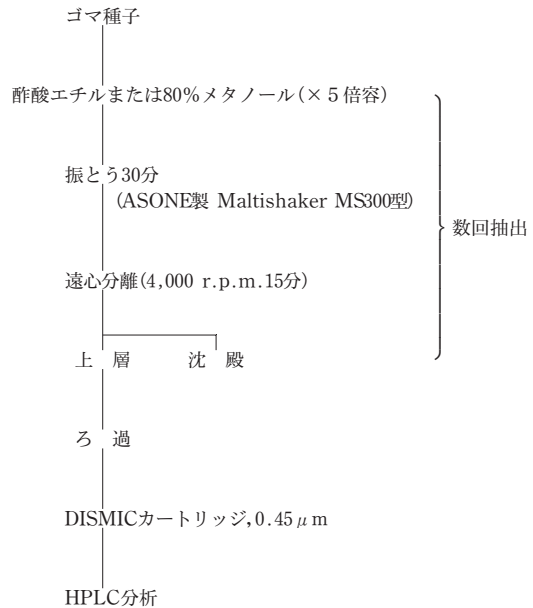 ゴマ種子
酢酸エチルまたは80%メタノール(×5倍容)
振とう30分
(ASONE製 Maltishaker MS300型)
数回抽出
遠心分離(4,000 r.p.m.15分)
上 層 沈 殿
ろ 過
DISMICカートリッジ,0.45μm
HPLC分析